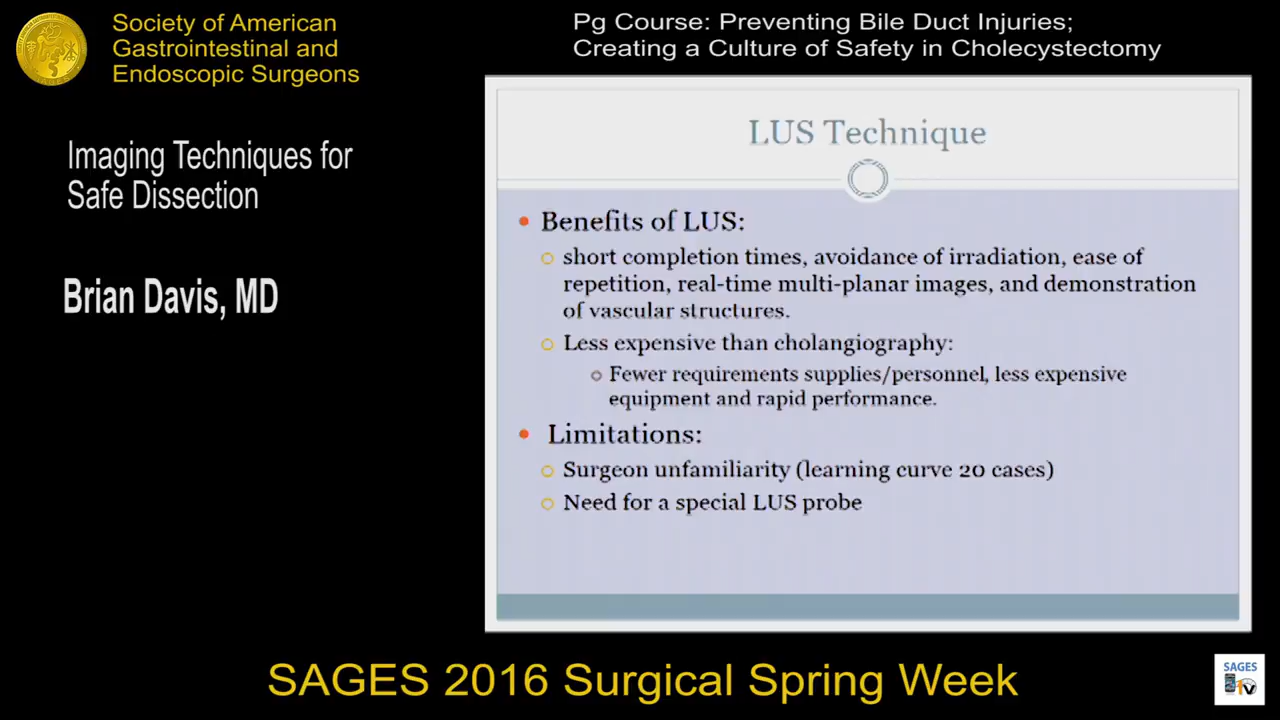 Society of American
Gastrointestinal and
Endoscopic Surgeons
Pg Course: Preventing Bile Duct Injuries;
Creating a Culture of Safety in Cholecystectomy
Imaging Techniques for
Safe Dissection
Brian Davis, MD
LUS Technique
Benefits of LUS:
short completion times, avoidance of irradiation, ease of
repetition, real-time multi-planar images, and demonstration
of vascular structures.
Less expensive than cholangiography:
Fewer requirements supplies/personnel, less expensive
equipment and rapid performance.
Limitations:
Surgeon unfamiliarity (learning curve 20 cases)
Need for a special LUS probe
SAGES 2016 Surgical Spring Week
SAGES
TV